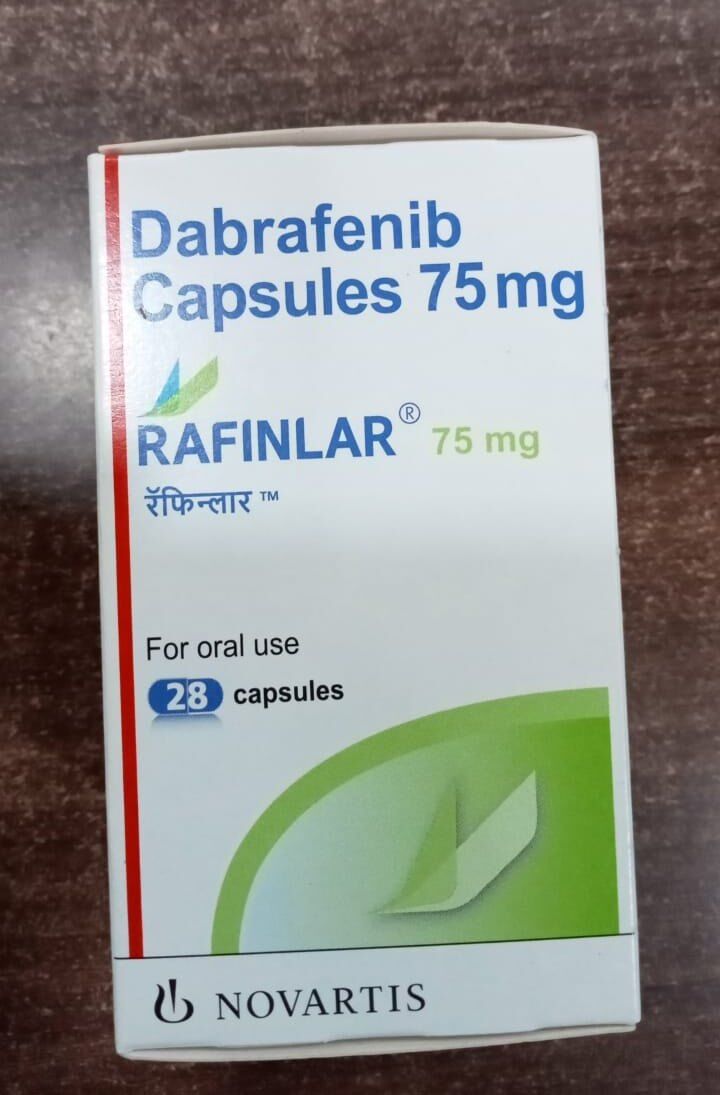 Dabrafenib
Capsules 75 mg
RAFINLAR® 75 mg
रॅफिन्लार ™
For oral use
28 capsules
NOVARTIS